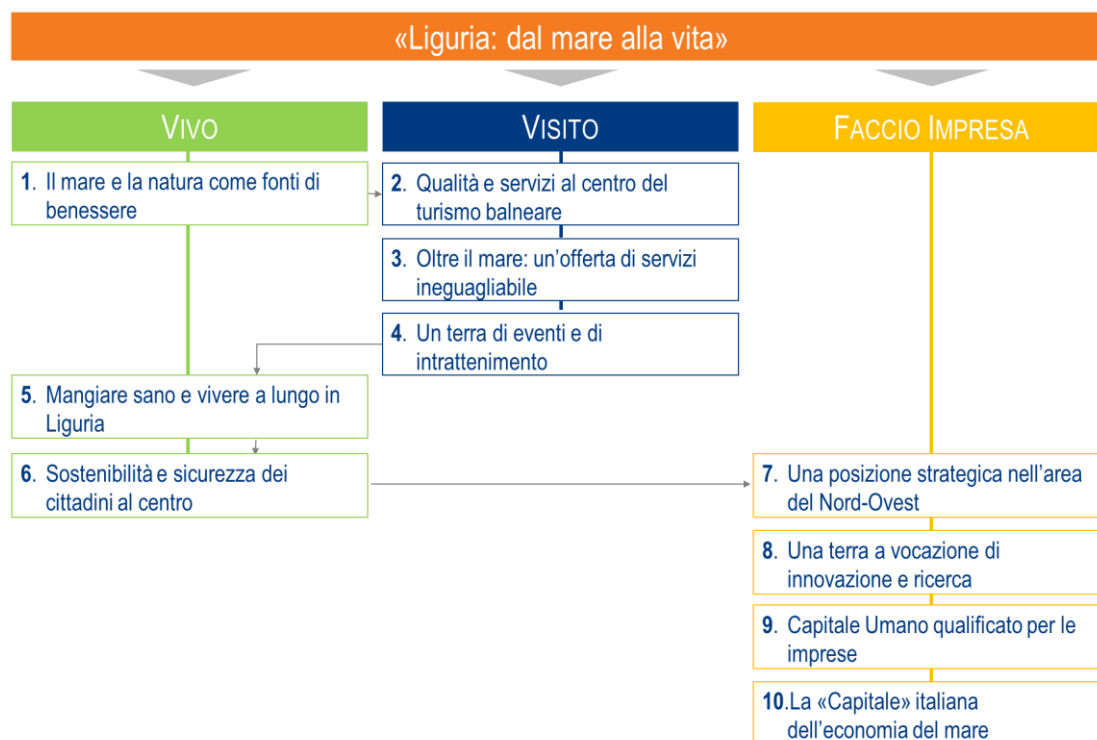 «Liguria: dal mare alla vita»
VIVO
VISITO
FACCIO IMPRESA
1. Il mare e la natura come fonti di
benessere
2. Qualità e servizi al centro del
turismo balneare
3. Oltre il mare: un'offerta di servizi
ineguagliabile
4. Un terra di eventi e di
intrattenimento
5. Mangiare sano e vivere a lungo in
Liguria
6. Sostenibilità e sicurezza dei
cittadini al centro
7. Una posizione strategica nell'area
del Nord-Ovest
8. Una terra a vocazione di
innovazione e ricerca
9. Capitale Umano qualificato per le
imprese
10.La «Capitale» italiana
dell'economia del mare